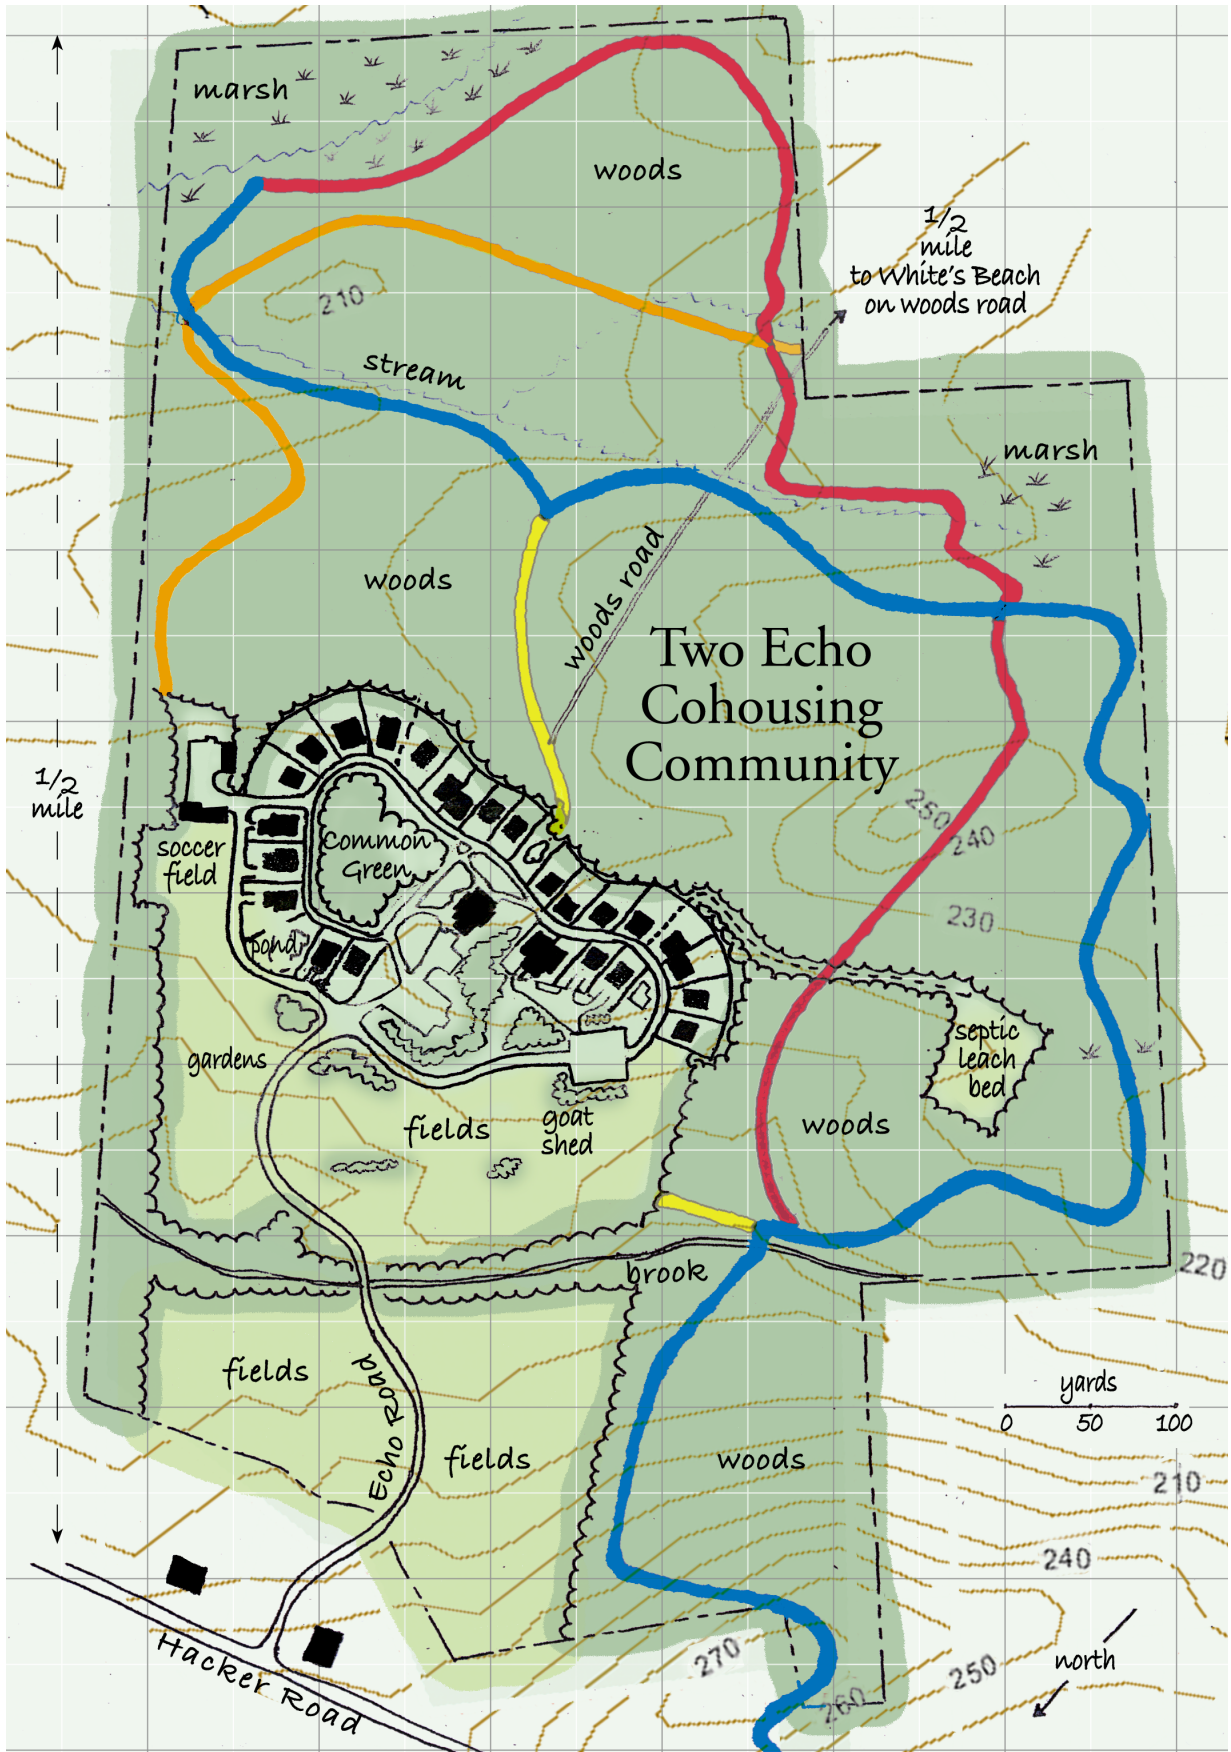 marsh
woods
1/2
mile
to White's Beach
on woods road
210
stream
marsh
woods road
woods
Two Echo
Cohousing
Community
1/2
mile
250
240
soccer
field
Common
Green
230
pond
septic
leach
bed
gardens
fields
goat
shed
woods
brook
220
fields
Echo Road
yards
0 50 100
fields
woods
210
240
Hacker Road
270
250
north
260